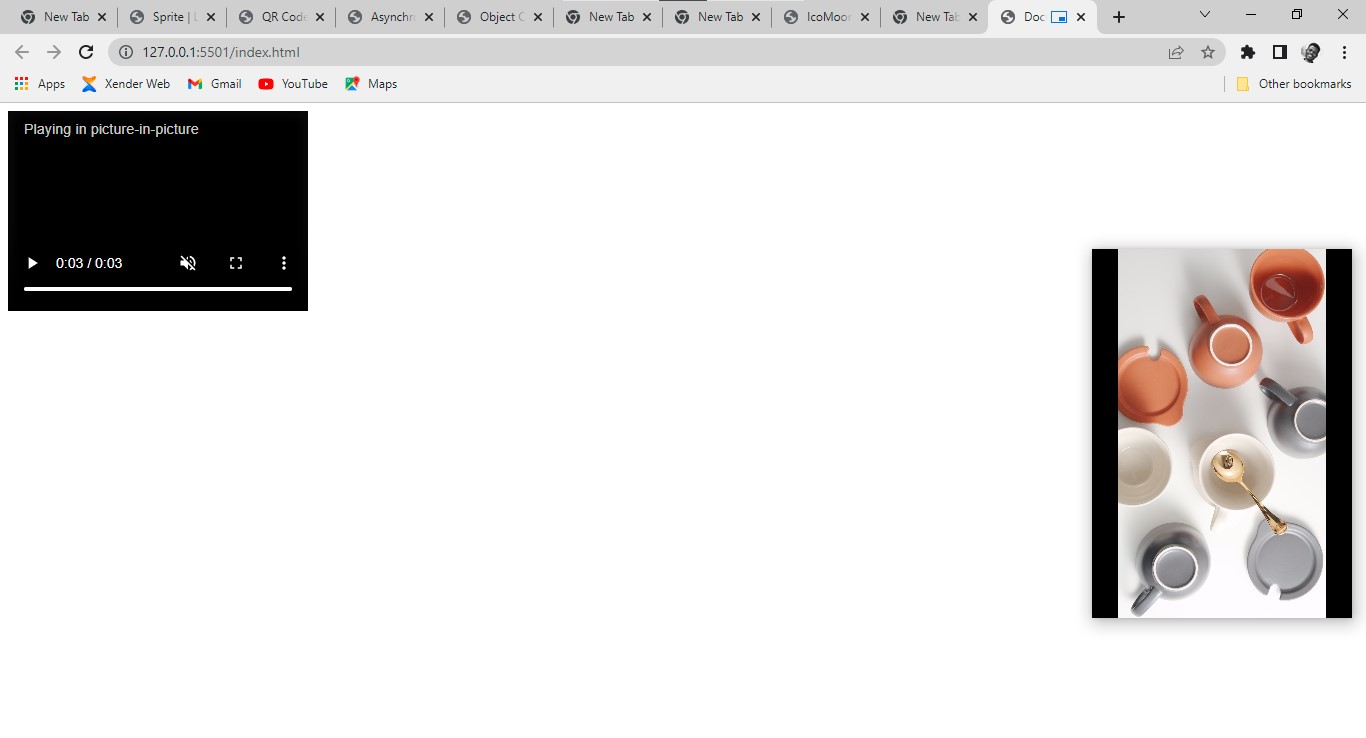 New Tab Sprite | QR Code Asynchr Object C New Tab New Tab IcoMoon New Tab Doc
127.0.0.1:5501/index.html
Apps Xender Web Gmail YouTube Maps Other bookmarks
Playing in picture-in-picture
0:03 / 0:03